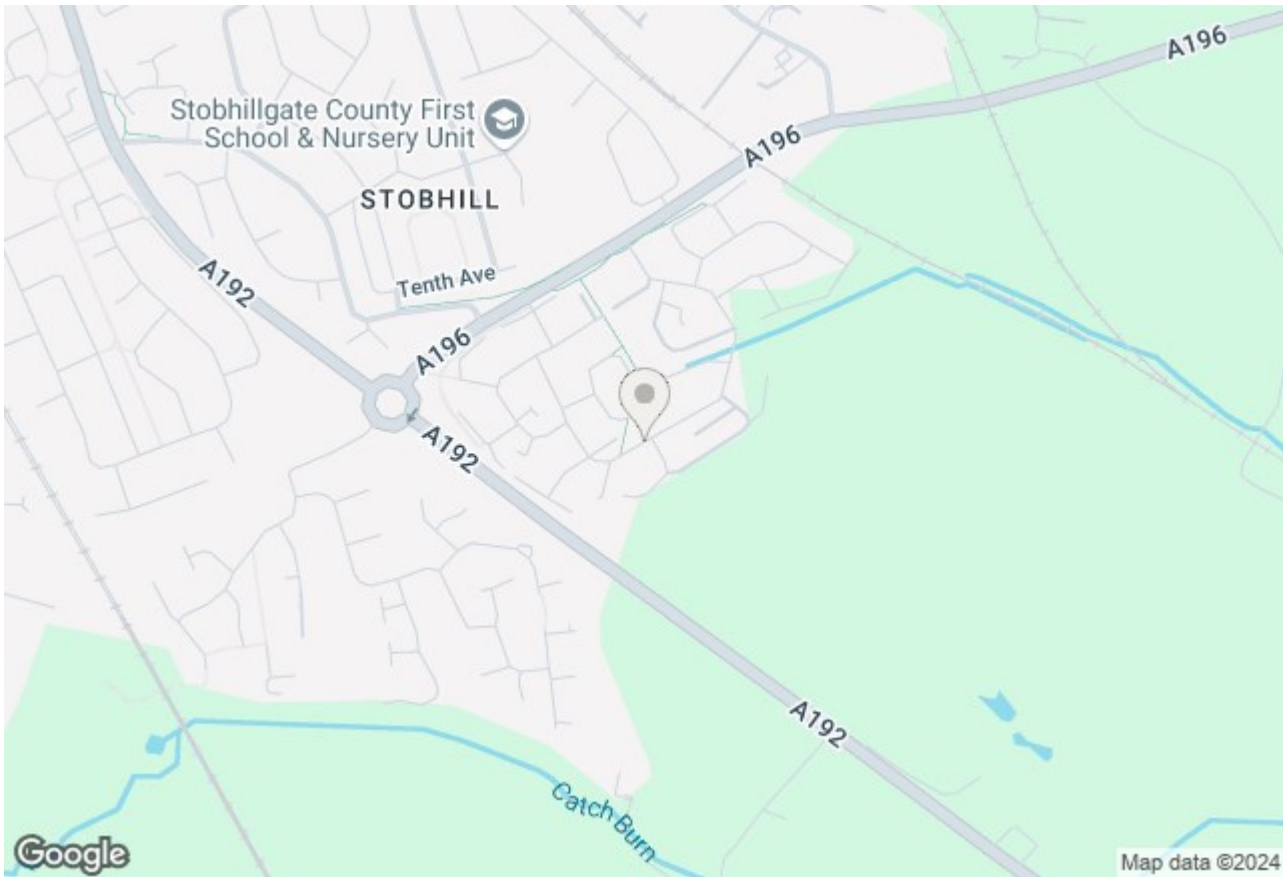 A196
Stobhillgate County First
School & Nursery Unit
A196
STOBHILL
A192
Tenth Ave
A196
A192
A192
Catch Burn
Google
Map data ©2024